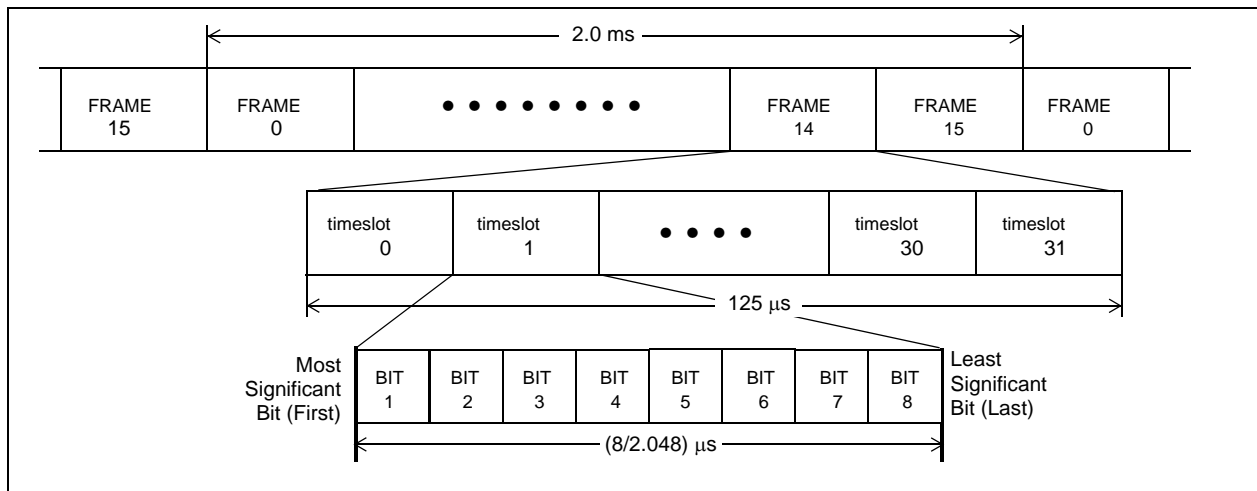 2.0 ms
FRAME
15
FRAME
0
FRAME
14
FRAME
15
FRAME
0
timeslot
0
timeslot
1
timeslot
30
timeslot
31
125 μs
Most
Significant
Bit (First)
BIT
1
BIT
2
BIT
3
BIT
4
BIT
5
BIT
6
BIT
7
BIT
8
Least
Significant
Bit (Last)
(8/2.048) μs